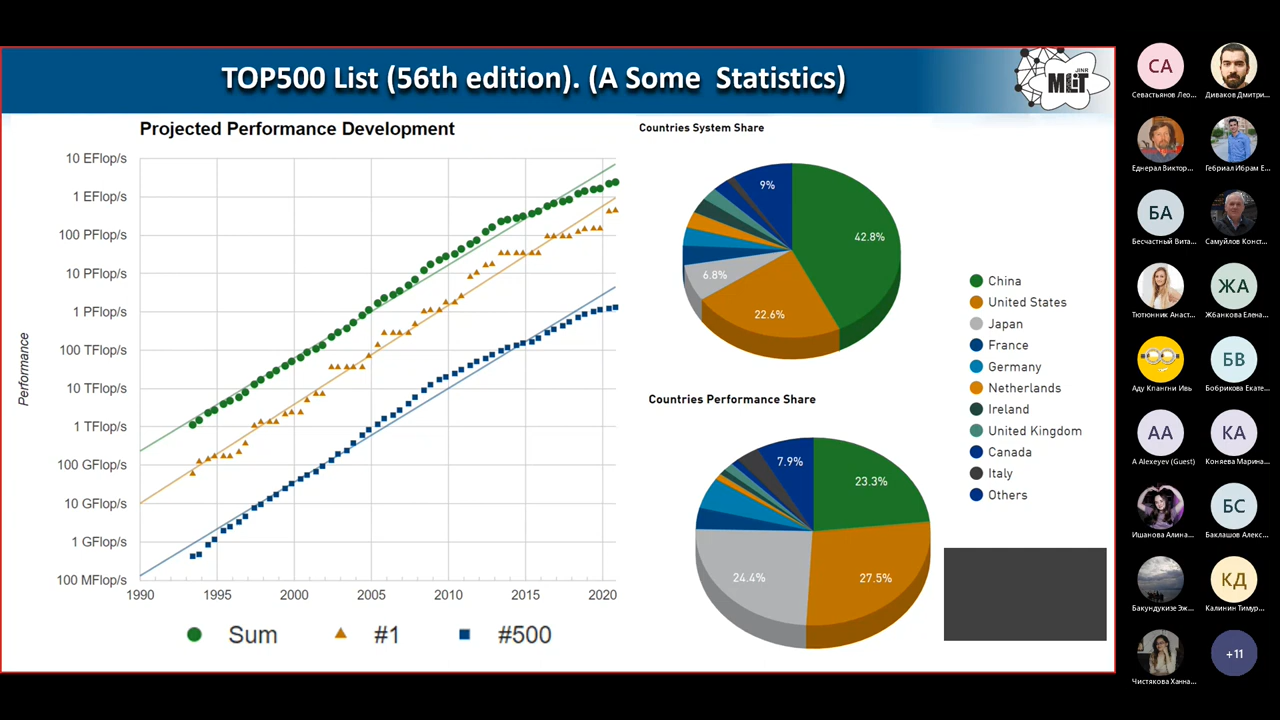 TOP500 List (56th edition). (A Some Statistics)
JINR
MLIT
Projected Performance Development
10 EFlop/s
1 EFlop/s
100 PFlop/s
10 PFlop/s
1 PFlop/s
100 TFlop/s
10 TFlop/s
1 TFlop/s
100 GFlop/s
10 GFlop/s
1 GFlop/s
100 MFlop/s
Performance
1990 1995 2000 2005 2010 2015 2020
Sum #1 #500
Countries System Share
9%
42.8%
6.8%
22.6%
Countries Performance Share
7.9%
23.3%
24.4%
27.5%
China
United States
Japan
France
Germany
Netherlands
Ireland
United Kingdom
Canada
Italy
Others
СА
Севастьянов Лео... Диваков Дмитри...
Еднерал Виктор... Гебриал Ибрам Е...
БА
Бесчастный Вита... Самуйлов Конст...
ЖА
Тютюнник Анаст... Жбанкова Елена...
БВ
Аду Кпангни Ивь Бобрикова Екате...
АА КА
A Alexeyev (Guest) Коняева Марина...
БС
Ишанова Алина... Баклашов Алекс...
КД
Бакундукизе Эж... Калинин Тимур...
+11
Чистякова Ханна...